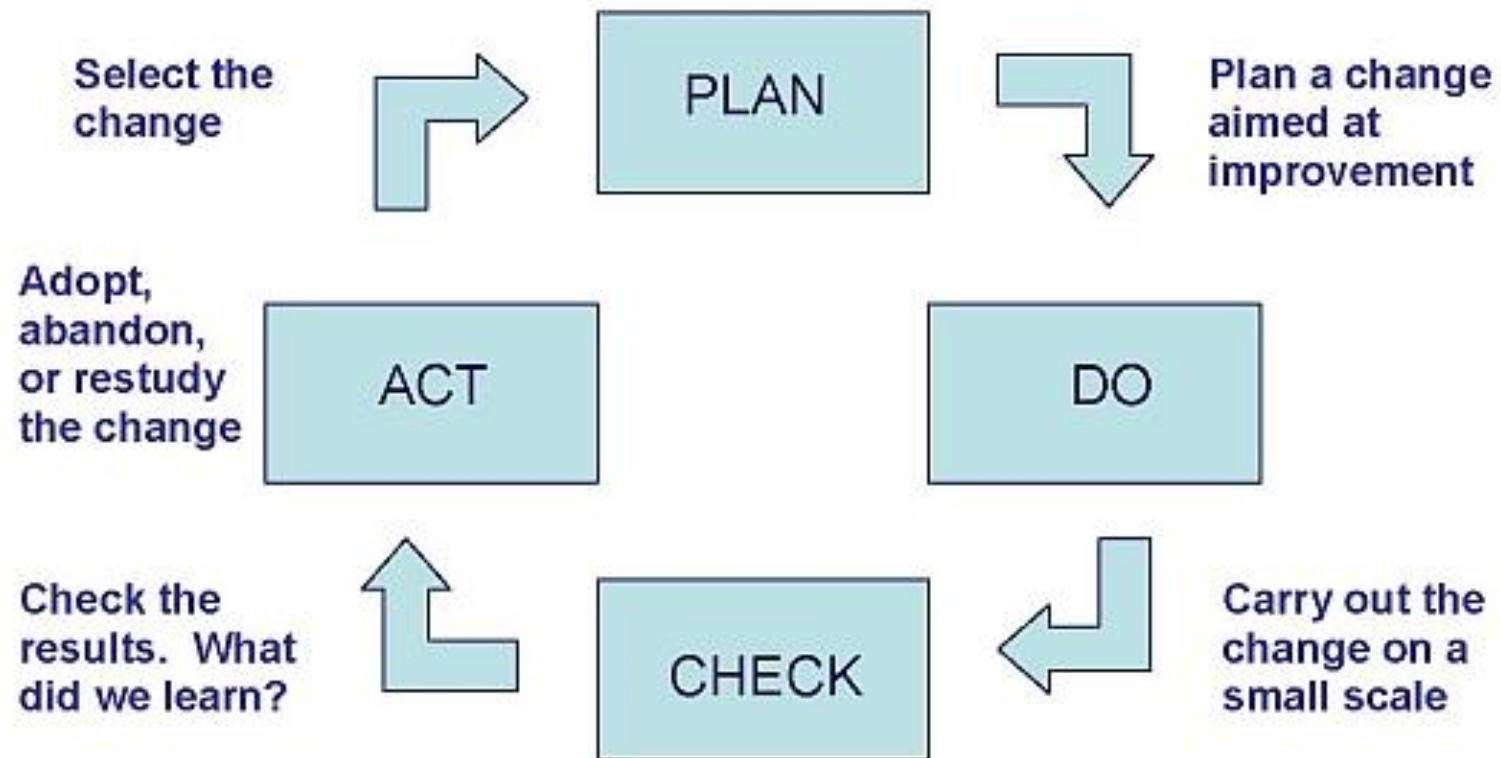 Select the
change
PLAN
Plan a change
aimed at
improvement
Adopt,
abandon,
or restudy
the change
ACT
DO
Check the
results.  What
did we learn?
CHECK
Carry out the
change on a
small scale